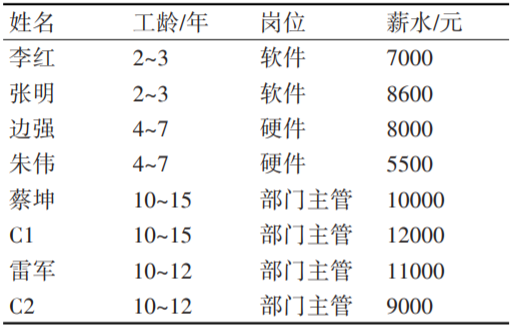 姓名 工龄/年 岗位 薪水/元
李红 2~3 软件 7000
张明 2~3 软件 8600
边强 4~7 硬件 8000
朱伟 4~7 硬件 5500
蔡坤 10~15 部门主管 10000
C1 10~15 部门主管 12000
雷军 10~12 部门主管 11000
C2 10~12 部门主管 9000